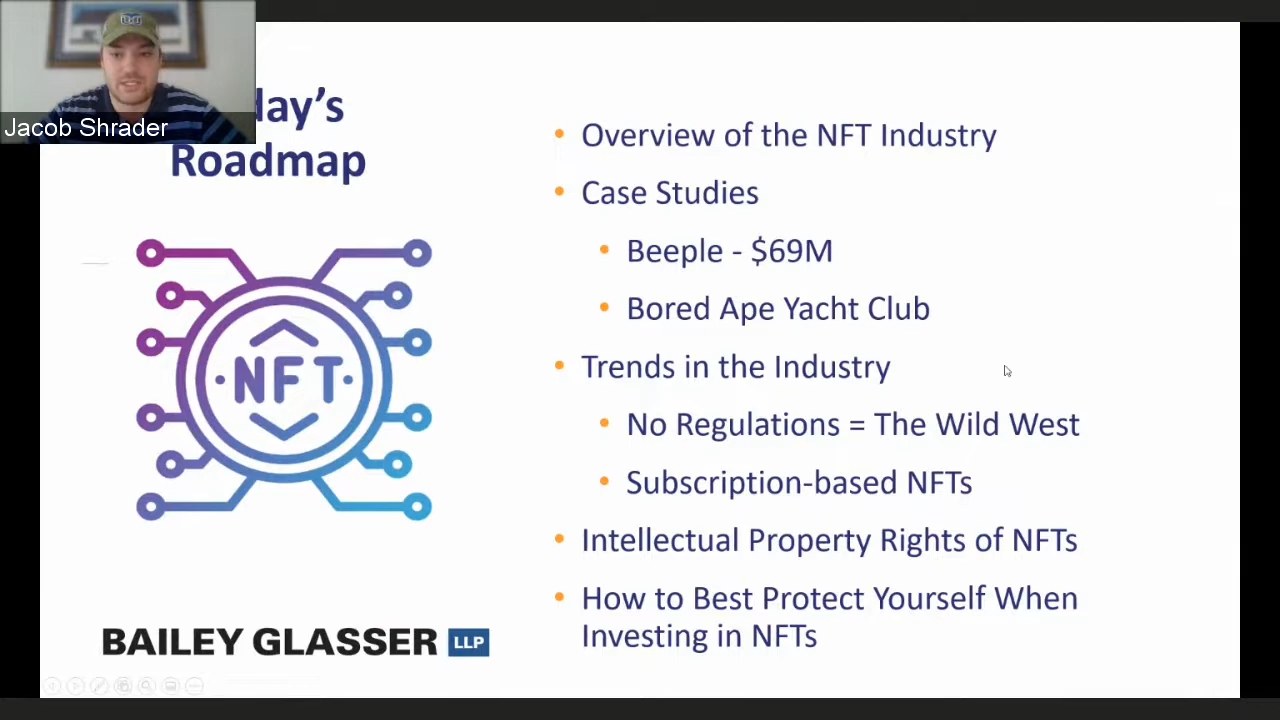 Jacob Shrader
day's
Roadmap
NFT
BAILEY GLASSER LLP
• Overview of the NFT Industry
• Case Studies
• Beeple - $69M
• Bored Ape Yacht Club
• Trends in the Industry
• No Regulations = The Wild West
• Subscription-based NFTs
• Intellectual Property Rights of NFTs
• How to Best Protect Yourself When
Investing in NFTs